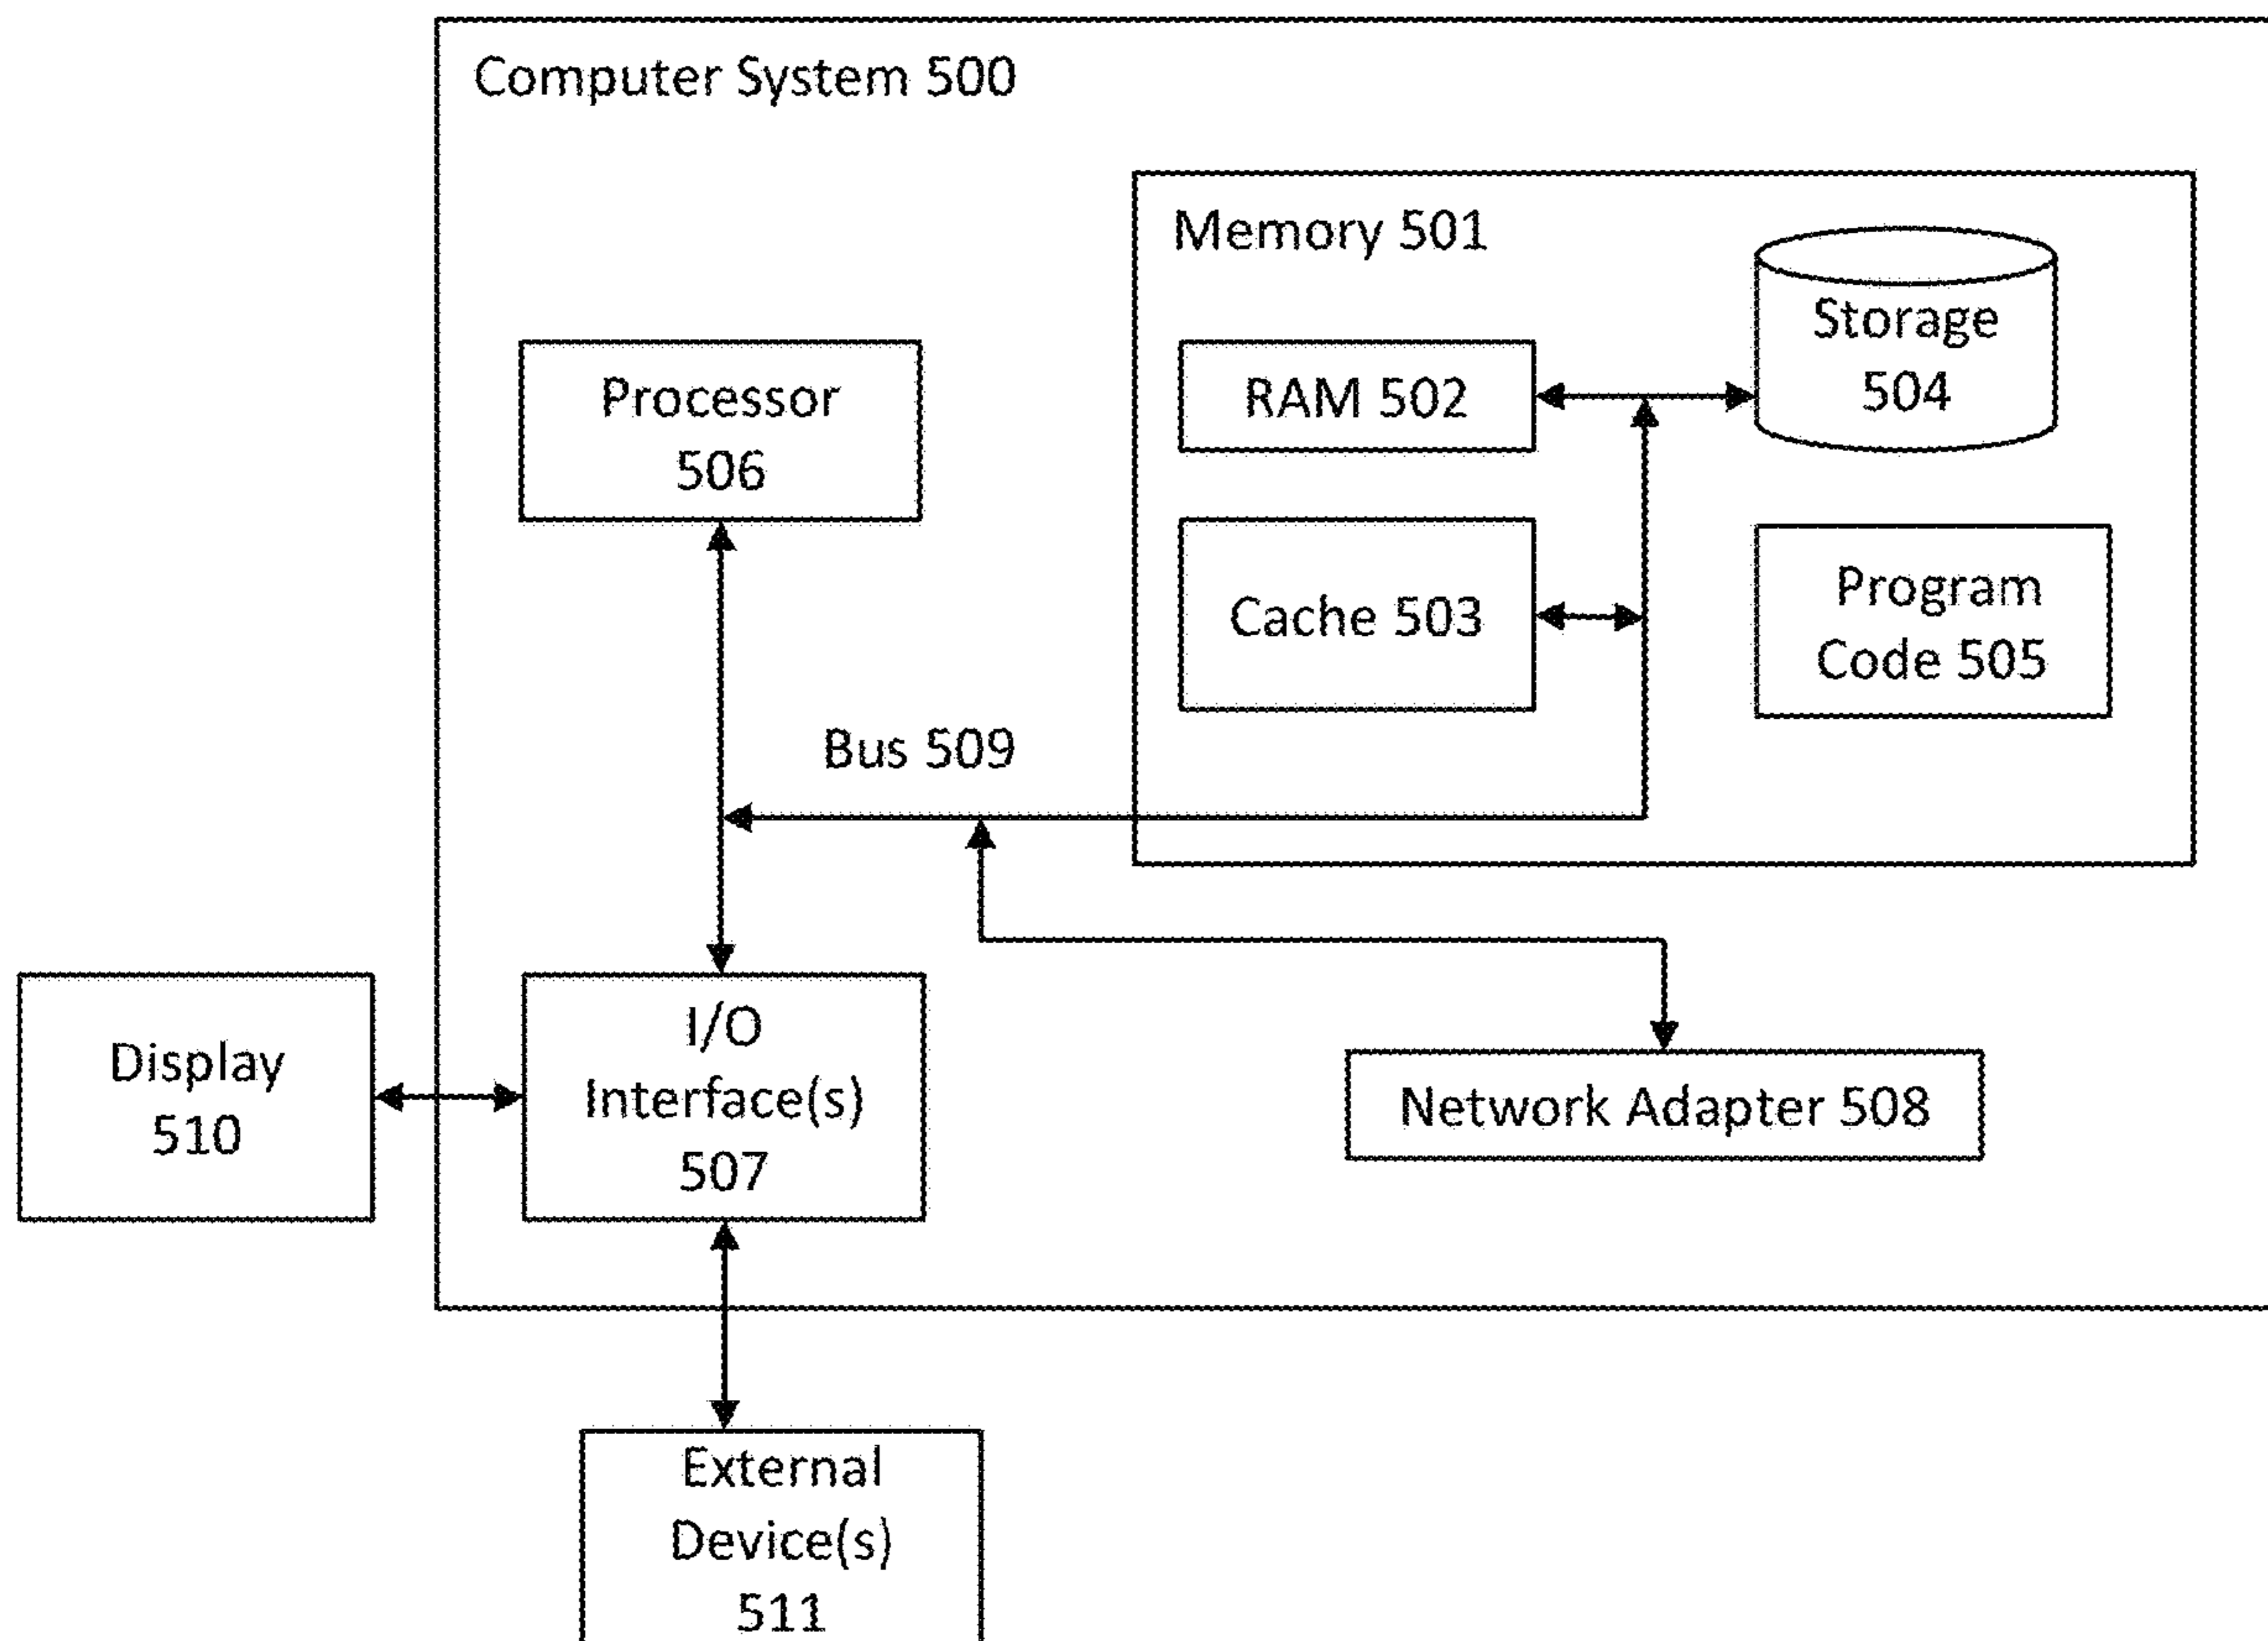 Computer System 500
Memory 501
Storage
504
Processor
506
RAM 502
Cache 503
Program
Code 505
Bus 509
Display
510
I/O
Interface(s)
507
Network Adapter 508
External
Device(s)
511